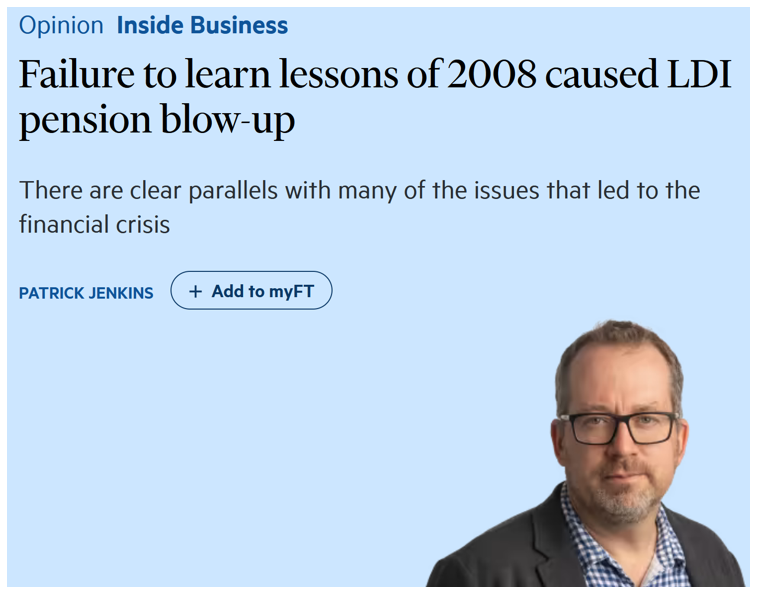 Opinion Inside Business
Failure to learn lessons of 2008 caused LDI
pension blow-up
There are clear parallels with many of the issues that led to the
financial crisis
PATRICK JENKINS + Add to myFT